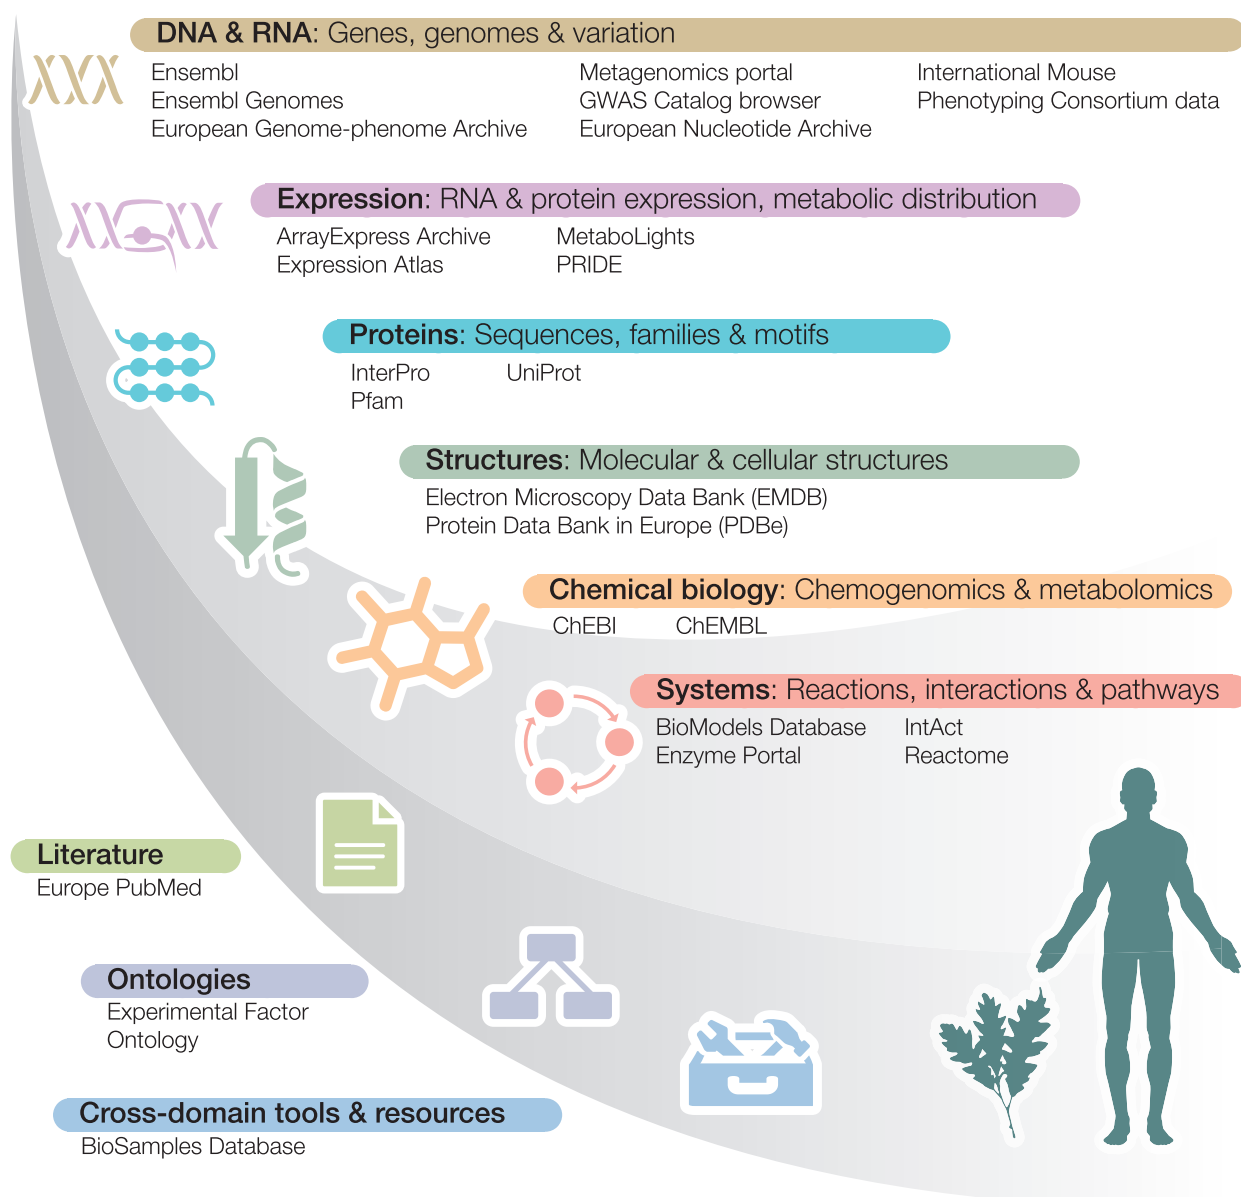 DNA & RNA: Genes, genomes & variation
Ensembl
Ensembl Genomes
European Genome-phenome Archive
Metagenomics portal
GWAS Catalog browser
European Nucleotide Archive
International Mouse
Phenotyping Consortium data
Expression: RNA & protein expression, metabolic distribution
ArrayExpress Archive
Expression Atlas
MetaboLights
PRIDE
Proteins: Sequences, families & motifs
InterPro
Pfam
UniProt
Structures: Molecular & cellular structures
Electron Microscopy Data Bank (EMDB)
Protein Data Bank in Europe (PDBe)
Chemical biology: Chemogenomics & metabolomics
ChEBI
ChEMBL
Systems: Reactions, interactions & pathways
BioModels Database
Enzyme Portal
IntAct
Reactome
Literature
Europe PubMed
Ontologies
Experimental Factor
Ontology
Cross-domain tools & resources
BioSamples Database